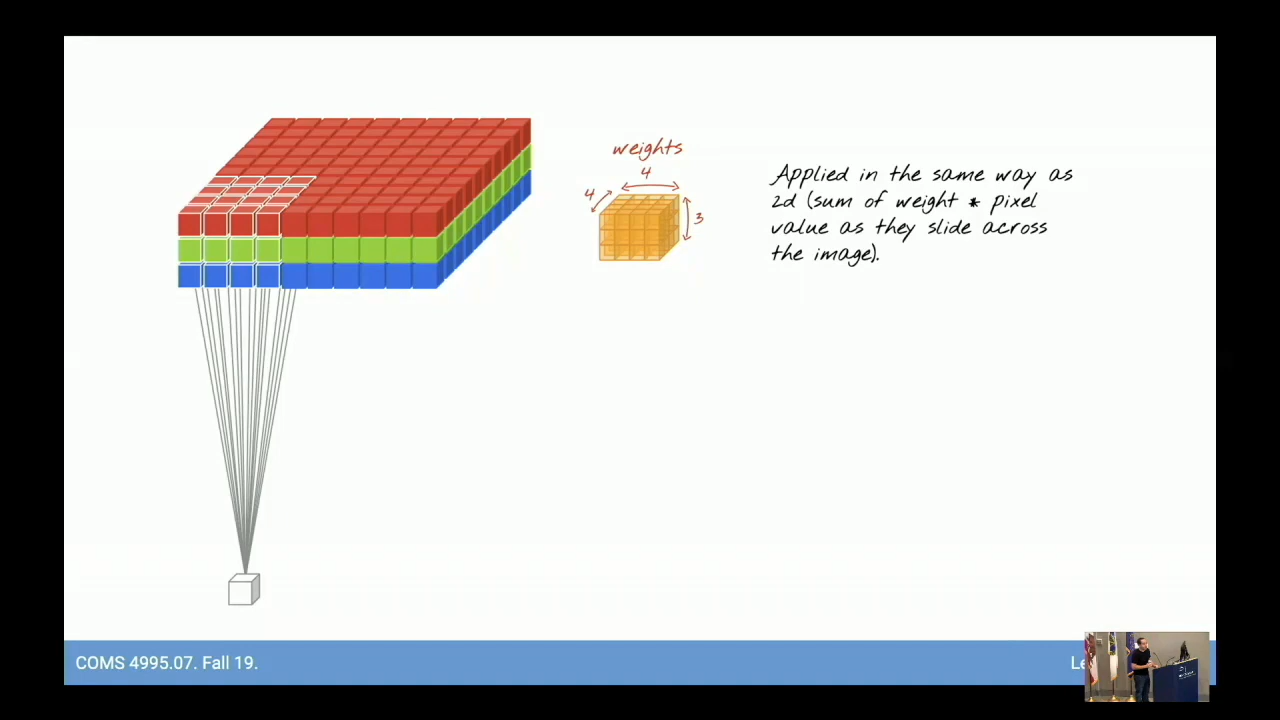 weights
4
4
3
Applied in the same way as
2d (sum of weight * pixel
value as they slide across
the image).
COMS 4995.07. Fall 19.